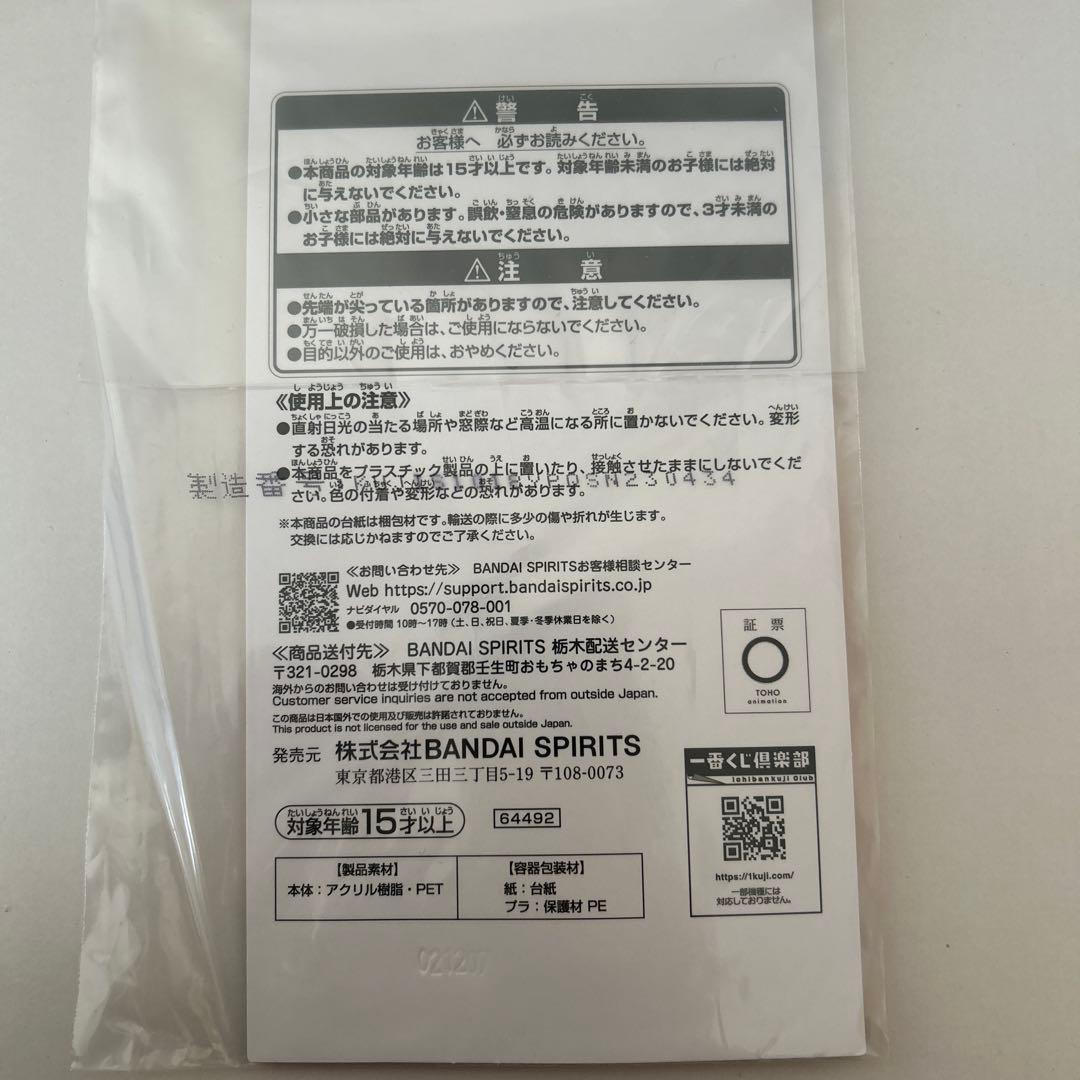 ⚠警告
お客様へ 必ずお読みください。
●本商品の対象年齢は15才以上です。対象年齢未満のお子様には絶対
に与えないでください。
●小さな部品があります。誤飲・窒息の危険がありますので、3才未満の
お子様には絶対に与えないでください。
⚠注意
●先端が尖っている箇所がありますので、注意してください。
●万一破損した場合は、ご使用にならないでください。
●目的以外のご使用は、おやめください。
《使用上の注意》
●直射日光の当たる場所や窓際など高温になる所に置かないでください。変形
する恐れがあります。
●本商品をプラスチック製品の上に置いたり、接触させたままにしないでくだ
さい。色の付着や変形などの恐れがあります。
製造番号
※本商品の台紙は梱包材です。輸送の際に多少の傷や折れが生じます。
交換には応じかねますのでご了承ください。
≪お問い合わせ先≫ BANDAI SPIRITSお客様相談センター
Web https://support.bandaispirits.co.jp
ナビダイヤル 0570-078-001
●受付時間 10時〜17時(土、日、祝日、夏季・冬季休業日を除く)
≪商品送付先≫ BANDAI SPIRITS 栃木配送センター
〒321-0298 栃木県下都賀郡壬生町おもちゃのまち4-2-20
海外からのお問い合わせは受け付けておりません。
Customer service inquiries are not accepted from outside Japan.
この商品は日本国外での使用及び販売は許諾されておりません。
This product is not licensed for the use and sale outside Japan.
発売元 株式会社BANDAI SPIRITS
東京都港区三田三丁目5-19 〒108-0073
証票
TOHO
animation
対象年齢15才以上
64492
【製品素材】
本体：アクリル樹脂・PET
【容器包装材】
紙：台紙
プラ：保護材 PE
一番くじ倶楽部
Ichibankuji Club
https://1kuji.com/
一部機種には
対応しておりません。